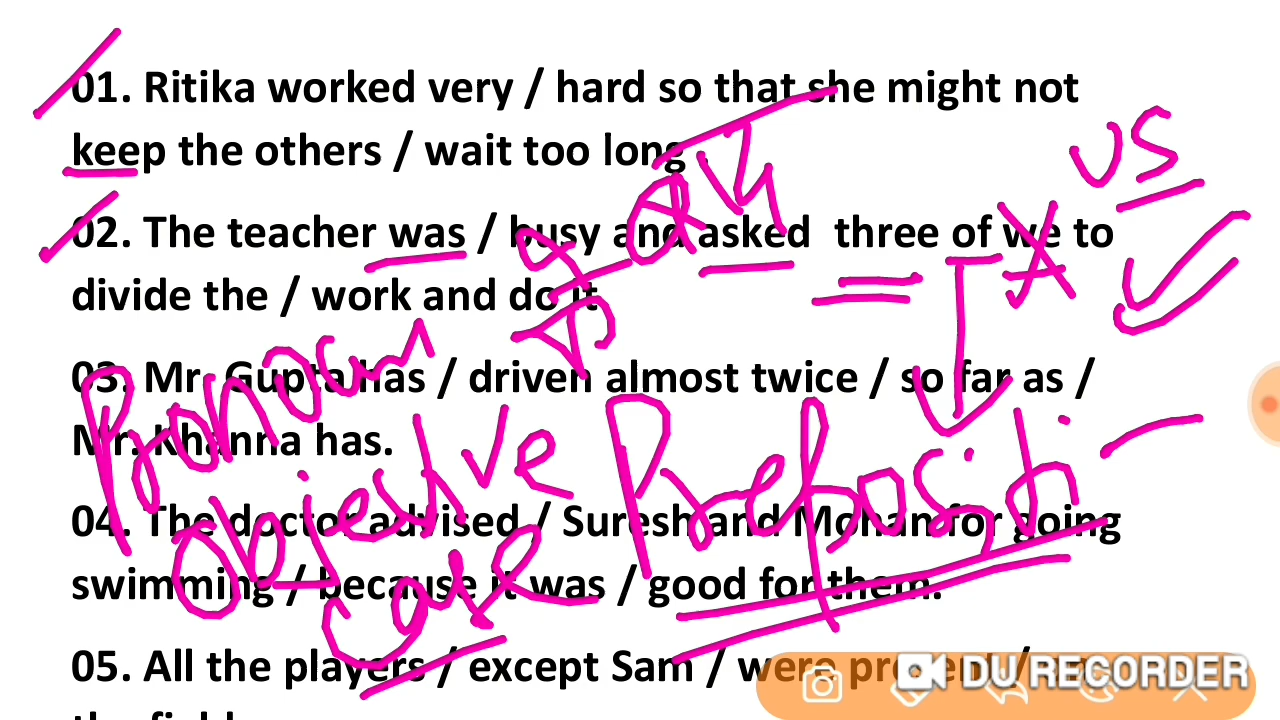 01. Ritika worked very / hard so that she might not
keep the others / wait too long .
us
02. The teacher was / busy and asked three of we to
divide the / work and do it
03. Mr. Gupta has / driven almost twice / so far as /
Mr. Khanna has.
Pronoun
Objective
Case
Prepositi
04. The doctor advised / Suresh and Mohan for going
swimming / because it was / good for them.
05. All the players / except Sam / were present /
DU RECORDER